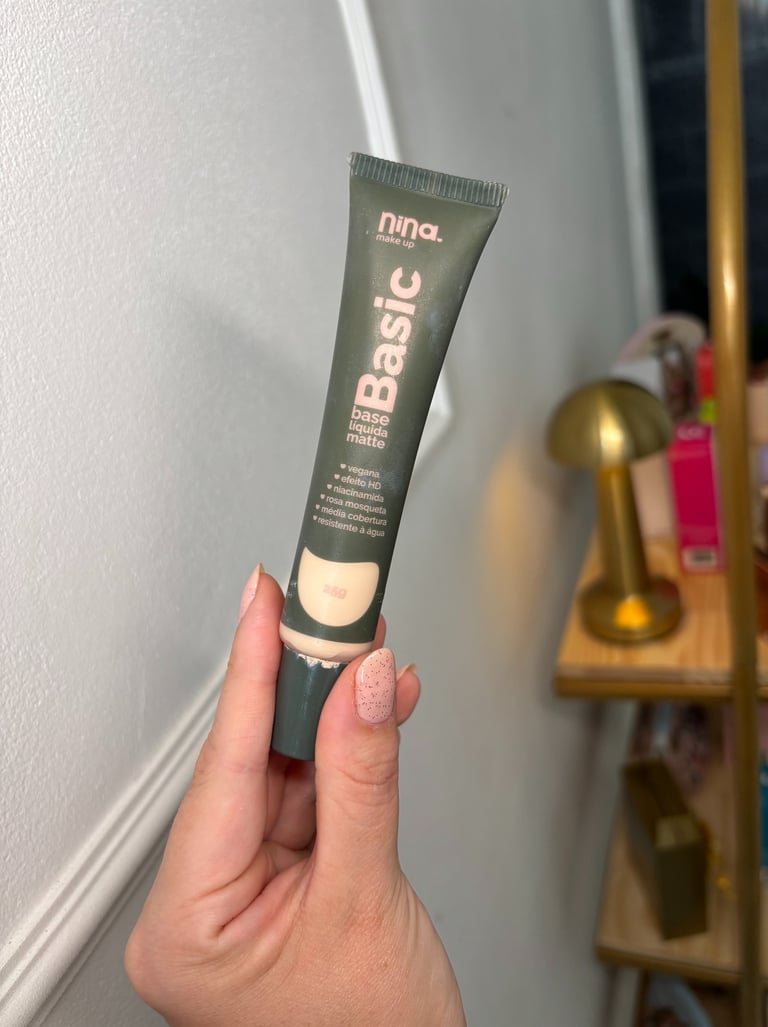 nina
make up
Basic
base
líquida
matte
vegana
efeito HD
niacinamida
rosa mosqueta
média cobertura
resistente à água
25g